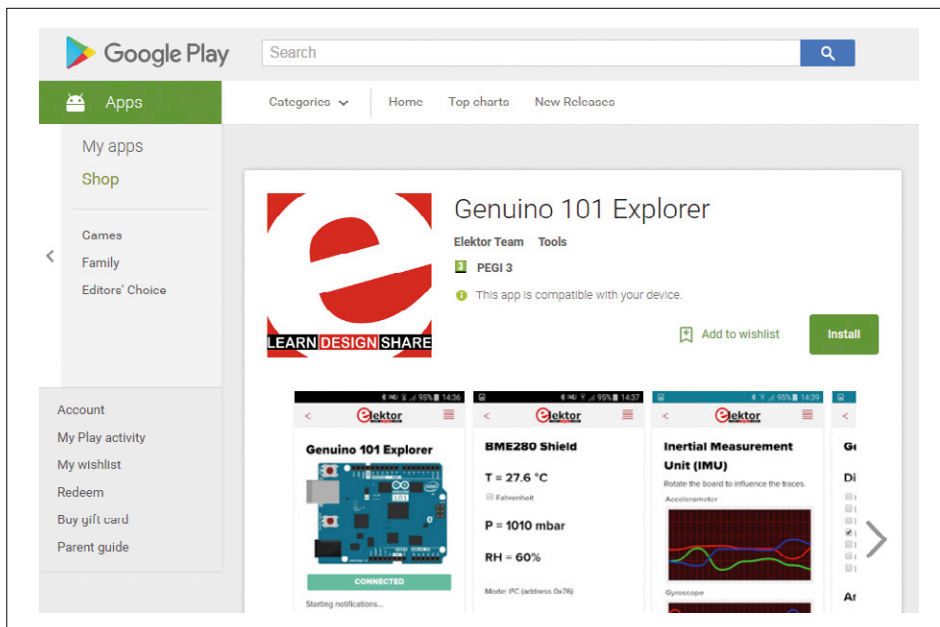 Google Play
Search
Apps
Categories
Home
Top charts
New Releases
My apps
Shop
Games
Family
Editors' Choice
Account
My Play activity
My wishlist
Redeem
Buy gift card
Parent guide
Genuino 101 Explorer
Elektor Team Tools
3 PEGI 3
This app is compatible with your device.
Add to wishlist
Install
e
LEARN DESIGN SHARE
95% 14:36
elektor
Genuino 101 Explorer
CONNECTED
Starting notifications...
95% 14:37
elektor
BME280 Shield
T = 27.6 °C
Fahrenheit
P = 1010 mbar
RH = 60%
Mode: I²C (address 0x76)
95% 14:39
elektor
Inertial Measurement
Unit (IMU)
Rotate the board to influence the traces.
Accelerometer
Gyroscope